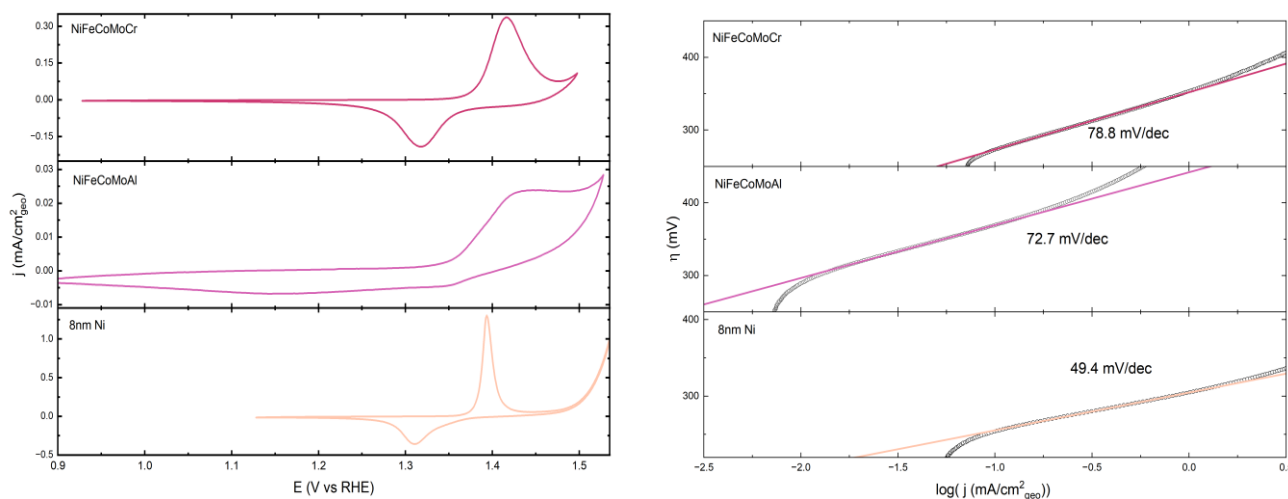 NiFeCoMoCr
0.30
0.15
0.00
−0.15
NiFeCoMoAl
0.03
0.02
0.01
0.00
−0.01
8nm Ni
1.0
0.5
0.0
−0.5
j (mA/cm²geo)
0.9 1.0 1.1 1.2 1.3 1.4 1.5
E (V vs RHE)
NiFeCoMoCr
400
300
78.8 mV/dec
NiFeCoMoAl
400
300
72.7 mV/dec
8nm Ni
400
300
49.4 mV/dec
η (mV)
−2.5 −2.0 −1.5 −1.0 −0.5 0.0
log( j (mA/cm²geo))